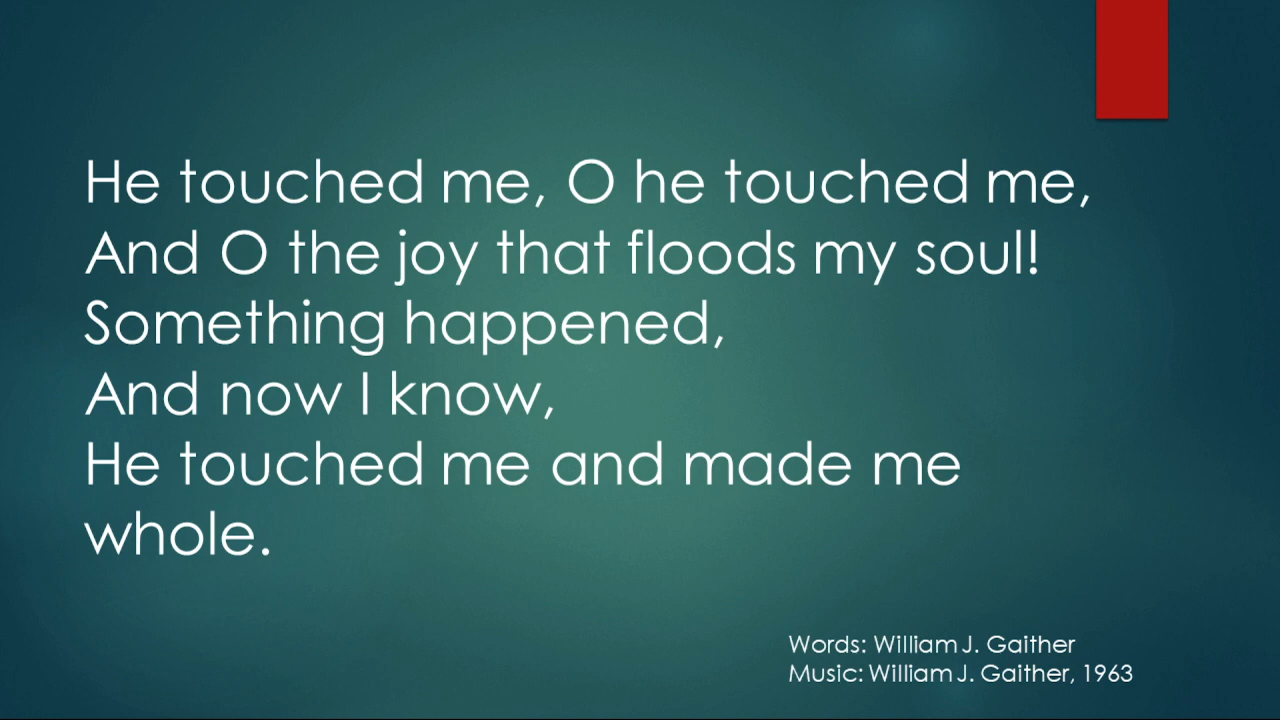 He touched me, O he touched me,
And O the joy that floods my soul!
Something happened,
And now I know,
He touched me and made me
whole.
Words: William J. Gaither
Music: William J. Gaither, 1963